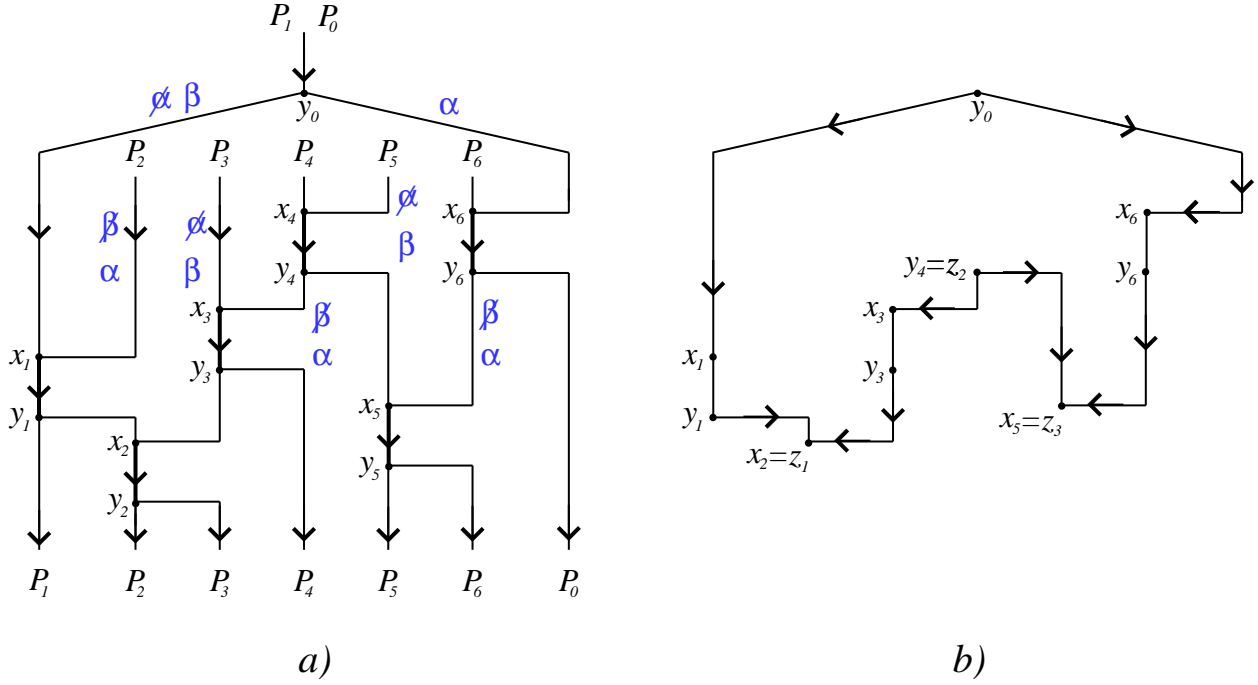 P₁ P₀
α̸ β α
y₀ y₀
P₂ P₃ P₄ P₅ P₆
x₄ α̸ x₆ x₆
β̸ α̸
α β β
y₄ y₆ y₄=z₂ y₆
x₃ β̸ β̸ x₃
x₁ α α x₁
y₃ y₃
x₅ x₅=z₃
y₁ y₁
x₂ x₂=z₁
y₅
y₂
P₁ P₂ P₃ P₄ P₅ P₆ P₀
a) b)